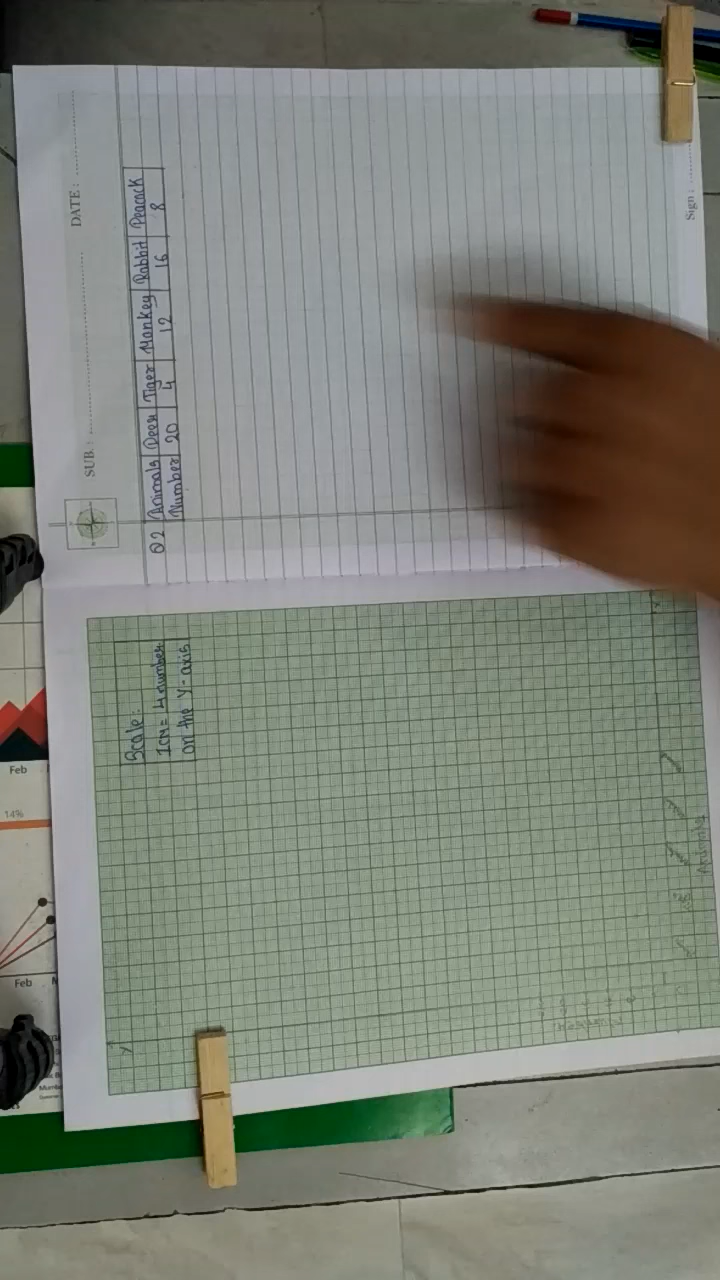 SUB :
DATE :
Q2
Animals Deer Tiger Monkey Rabbit Peacock
Number 20 4 12 16 8
Sign :
Scale:
1cm = 4 number
on the Y-axis
Y
X
Animals
Feb
14%
Feb